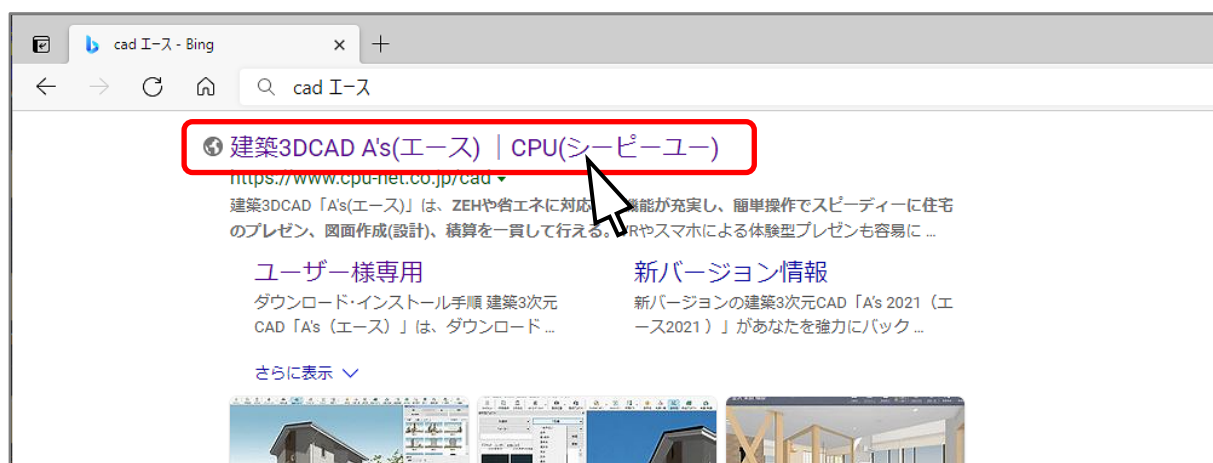 cad エース - Bing
cad エース
建築3DCAD A's(エース) ｜CPU(シーピーユー)
https://www.cpu-net.co.jp/cad
建築3DCAD「A's(エース)」は、ZEHや省エネに対応 機能が充実し、簡単操作でスピーディーに住宅
のプレゼン、図面作成(設計)、積算を一貫して行える。VRやスマホによる体験型プレゼンも容易に ...
ユーザー様専用
新バージョン情報
ダウンロード・インストール手順 建築3次元
CAD「A's（エース）」は、ダウンロード ...
新バージョンの建築3次元CAD「A's 2021（エ
ース2021 ）」があなたを強力にバック ...
さらに表示